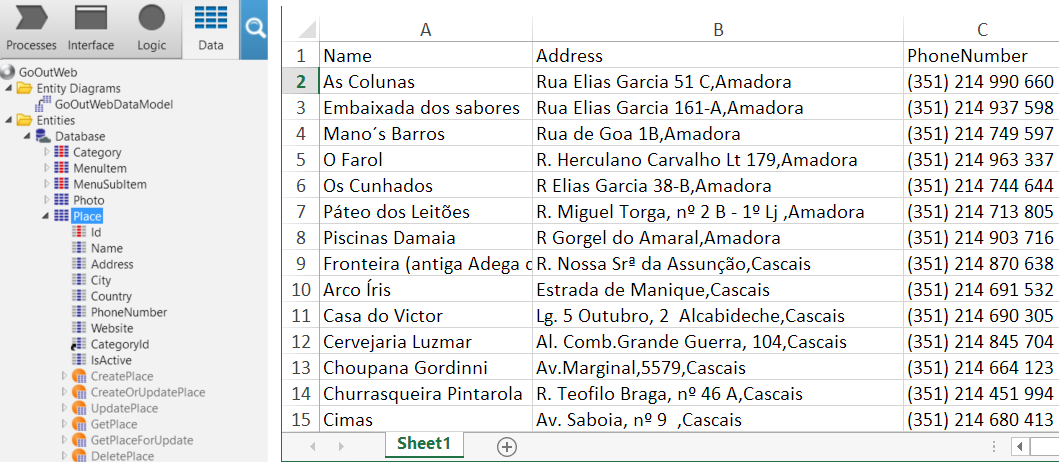 Processes Interface Logic Data
GoOutWeb
Entity Diagrams
GoOutWebDataModel
Entities
Database
Category
MenuItem
MenuSubItem
Photo
Place
Id
Name
Address
City
Country
PhoneNumber
Website
CategoryId
IsActive
CreatePlace
CreateOrUpdatePlace
UpdatePlace
GetPlace
GetPlaceForUpdate
DeletePlace
A B C
1 Name Address PhoneNumber
2 As Colunas Rua Elias Garcia 51 C,Amadora (351) 214 990 660
3 Embaixada dos sabores Rua Elias Garcia 161-A,Amadora (351) 214 937 598
4 Mano´s Barros Rua de Goa 1B,Amadora (351) 214 749 597
5 O Farol R. Herculano Carvalho Lt 179,Amadora (351) 214 963 337
6 Os Cunhados R Elias Garcia 38-B,Amadora (351) 214 744 644
7 Páteo dos Leitões R. Miguel Torga, nº 2 B - 1º Lj ,Amadora (351) 214 713 805
8 Piscinas Damaia R Gorgel do Amaral,Amadora (351) 214 903 716
9 Fronteira (antiga Adega R. Nossa Srª da Assunção,Cascais (351) 214 870 638
10 Arco Íris Estrada de Manique,Cascais (351) 214 691 532
11 Casa do Victor Lg. 5 Outubro, 2  Alcabideche,Cascais (351) 214 690 305
12 Cervejaria Luzmar Al. Comb.Grande Guerra, 104,Cascais (351) 214 845 704
13 Choupana Gordinni Av.Marginal,5579,Cascais (351) 214 664 123
14 Churrasqueira Pintarola R. Teofilo Braga, nº 46 A,Cascais (351) 214 451 994
15 Cimas Av. Saboia, nº 9  ,Cascais (351) 214 680 413
Sheet1